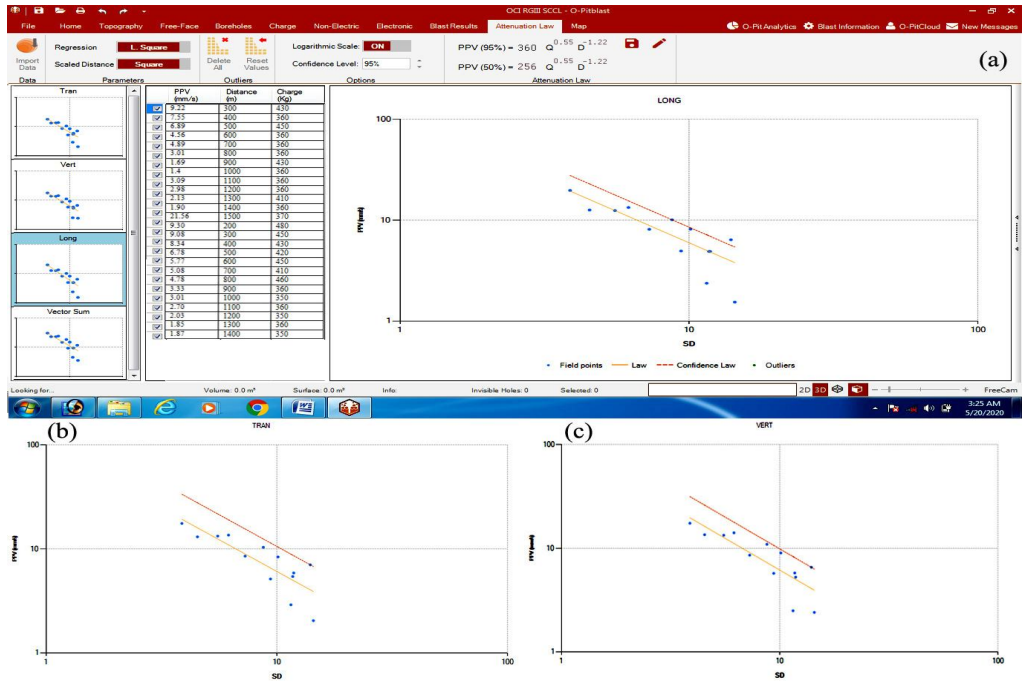 OCI RGIII SCCL - O-Pitblast
File Home Topography Free-Face Boreholes Charge Non-Electric Electronic Blast Results Attenuation Law Map O-Pit Analytics Blast Information O-PitCloud New Messages
Import Data
Data
Regression L. Square
Scaled Distance Square
Parameters
Delete All
Reset Values
Outliers
Logarithmic Scale: ON
Confidence Level: 95%
Options
PPV (95%) = 360 Q^0.55 D^-1.22
PPV (50%) = 256 Q^0.55 D^-1.22
Attenuation Law
(a)
Tran
Vert
Long
Vector Sum
PPV (mm/s) Distance (m) Charge (Kg)
9.22 300 430
7.55 400 360
6.89 500 450
4.56 600 360
4.89 700 360
3.01 800 360
1.69 900 430
1.4 1000 360
3.09 1100 360
2.98 1200 360
2.13 1300 410
1.90 1400 360
21.56 1500 370
9.30 200 480
9.08 300 450
8.34 400 430
6.78 500 420
5.77 600 450
5.08 700 410
4.78 800 460
3.33 900 360
3.01 1000 350
2.70 1100 360
2.03 1200 350
1.85 1300 360
1.87 1400 350
LONG
100
10
1
PPV (mm/s)
1 10 100
SD
Field points Law Confidence Law Outliers
Looking for... Volume: 0.0 m³ Surface: 0.0 m² Info: Invisible Holes: 0 Selected: 0 2D 3D FreeCam
3:25 AM
5/20/2020
(b)
TRAN
100
10
1
PPV (mm/s)
1 10 100
SD
(c)
VERT
100
10
1
PPV (mm/s)
1 10 100
SD